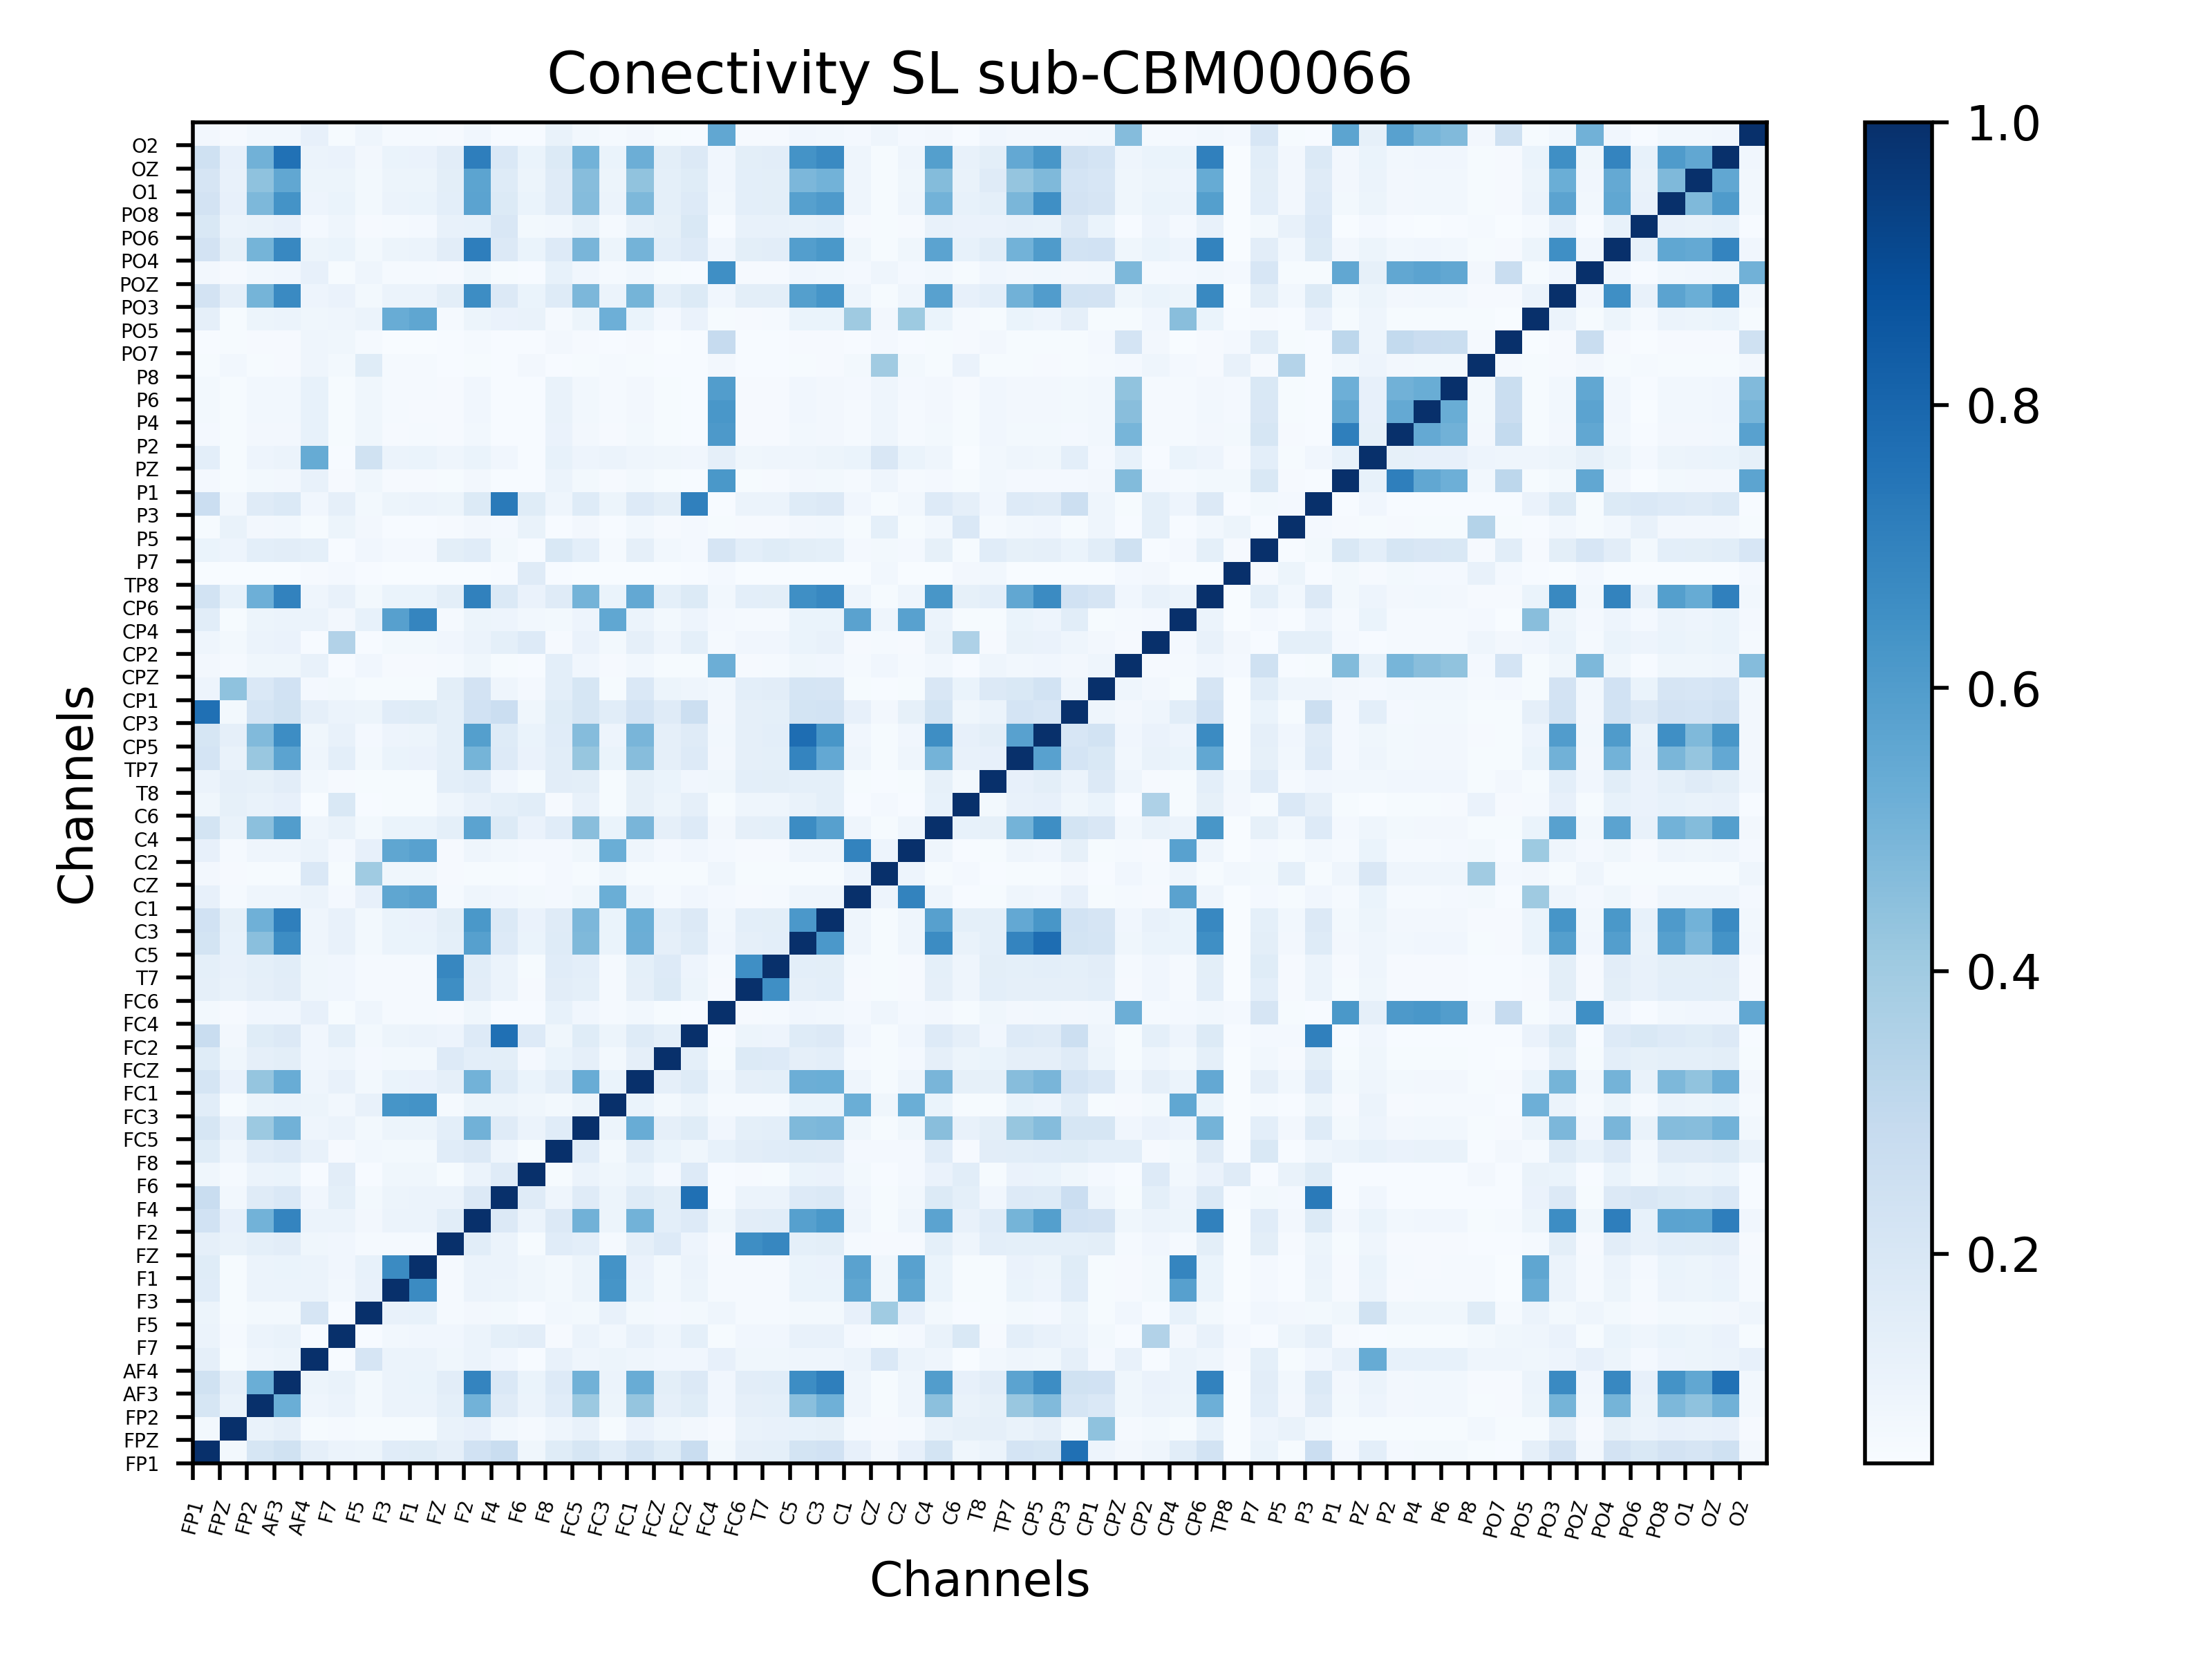 Conectivity SL sub-CBM00066
Channels
O2
OZ
O1
PO8
PO6
PO4
POZ
PO3
PO5
PO7
P8
P6
P4
P2
PZ
P1
P3
P5
P7
TP8
CP6
CP4
CP2
CPZ
CP1
CP3
CP5
TP7
T8
C6
C4
C2
CZ
C1
C3
C5
T7
FC6
FC4
FC2
FCZ
FC1
FC3
FC5
F8
F6
F4
F2
FZ
F1
F3
F5
F7
AF4
AF3
FP2
FPZ
FP1
FP1 FPZ FP2 AF3 AF4 F7 F5 F3 F1 FZ F2 F4 F6 F8 FC5 FC3 FC1 FCZ FC2 FC4 FC6 T7 C5 C3 C1 CZ C2 C4 C6 T8 TP7 CP5 CP3 CP1 CPZ CP2 CP4 CP6 TP8 P7 P5 P3 P1 PZ P2 P4 P6 P8 PO7 PO5 PO3 POZ PO4 PO6 PO8 O1 OZ O2
Channels
1.0
0.8
0.6
0.4
0.2